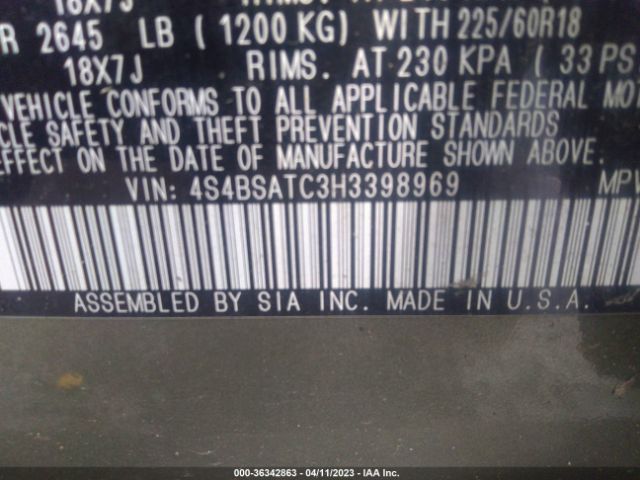 18X7J
R 2645 LB ( 1200 KG) WITH 225/60R18
18X7J RIMS. AT 230 KPA ( 33 PS
VEHICLE CONFORMS TO ALL APPLICABLE FEDERAL MO
CLE SAFETY AND THEFT PREVENTION STANDARDS
EFFECT ON THE DATE OF MANUFACTURE SHOWN ABOVE.
VIN: 4S4BSATC3H3398969 MPV
ASSEMBLED BY SIA INC. MADE IN U.S.A.
000-36342863 - 04/11/2023 - IAA Inc.